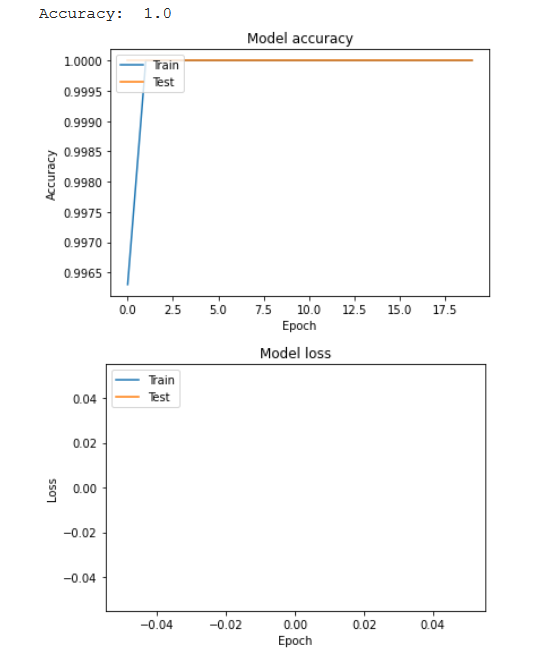 Accuracy:  1.0
Model accuracy
1.0000
0.9995
0.9990
0.9985
0.9980
0.9975
0.9970
0.9965
Accuracy
Train
Test
0.0 2.5 5.0 7.5 10.0 12.5 15.0 17.5
Epoch
Model loss
0.04
0.02
0.00
−0.02
−0.04
Loss
Train
Test
−0.04 −0.02 0.00 0.02 0.04
Epoch